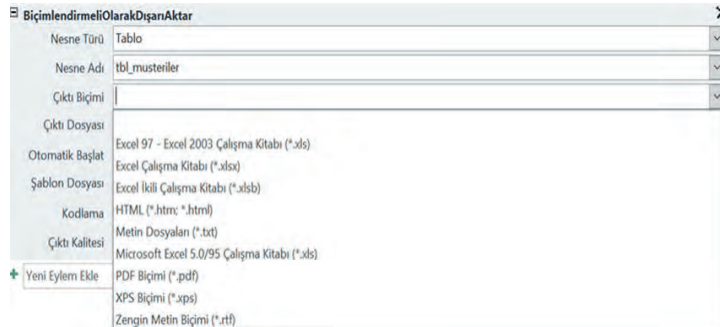 BiçimlendirmeliOlarakDışarıAktar
Nesne Türü Tablo
Nesne Adı tbl_musteriler
Çıktı Biçimi
Çıktı Dosyası
Otomatik Başlat
Şablon Dosyası
Kodlama
Çıktı Kalitesi
Yeni Eylem Ekle
Excel 97 - Excel 2003 Çalışma Kitabı (*.xls)
Excel Çalışma Kitabı (*.xlsx)
Excel İkili Çalışma Kitabı (*.xlsb)
HTML (*.htm; *.html)
Metin Dosyaları (*.txt)
Microsoft Excel 5.0/95 Çalışma Kitabı (*.xls)
PDF Biçimi (*.pdf)
XPS Biçimi (*.xps)
Zengin Metin Biçimi (*.rtf)